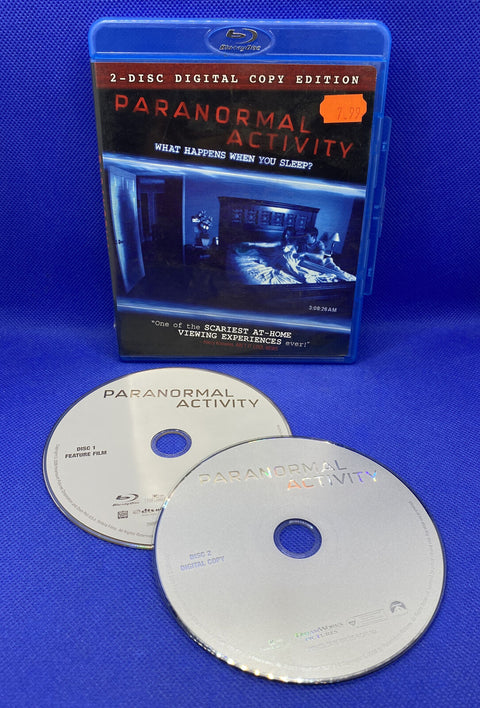 Blu-ray Disc
2-DISC DIGITAL COPY EDITION
7.99
PARANORMAL
ACTIVITY
WHAT HAPPENS WHEN YOU SLEEP?
3:08:26 AM
"One of the SCARIEST AT-HOME
VIEWING EXPERIENCES ever!"
PARANORMAL
ACTIVITY
DISC 1
FEATURE FILM
PARANORMAL
ACTIVITY
DISC 2
DIGITAL COPY
DREAMWORKS
PICTURES